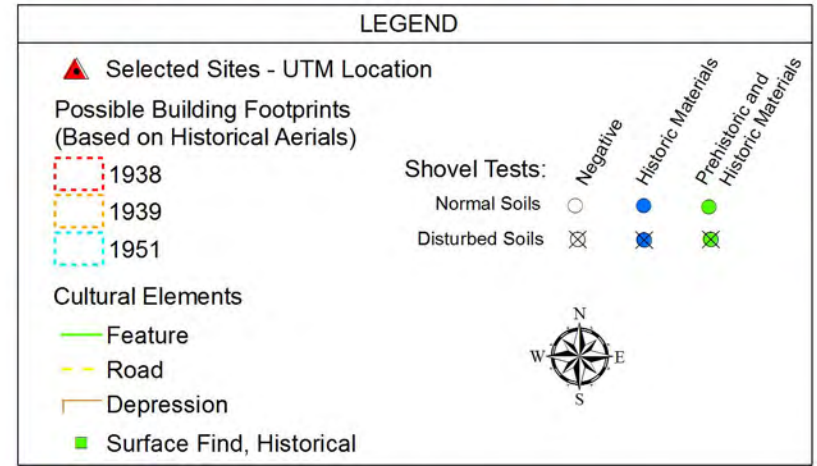 LEGEND
Selected Sites - UTM Location
Possible Building Footprints
(Based on Historical Aerials)
1938
1939
1951
Cultural Elements
Feature
Road
Depression
Surface Find, Historical
Shovel Tests:
Negative
Historic Materials
Prehistoric and
Historic Materials
Normal Soils
Disturbed Soils
N
W
E
S